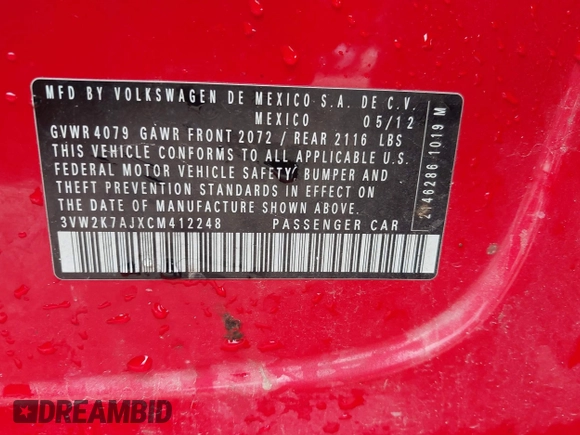 MFD BY VOLKSWAGEN DE MEXICO S.A. DE C.V.
MEXICO 05/12
GVWR 4079 GAWR FRONT 2072 / REAR 2116 LBS
THIS VEHICLE CONFORMS TO ALL APPLICABLE U.S.
FEDERAL MOTOR VEHICLE SAFETY, BUMPER AND
THEFT PREVENTION STANDARDS IN EFFECT ON
THE DATE OF MANUFACTURE SHOWN ABOVE.
3VW2K7AJXCM412248 PASSENGER CAR
1019 M
DREAMBID